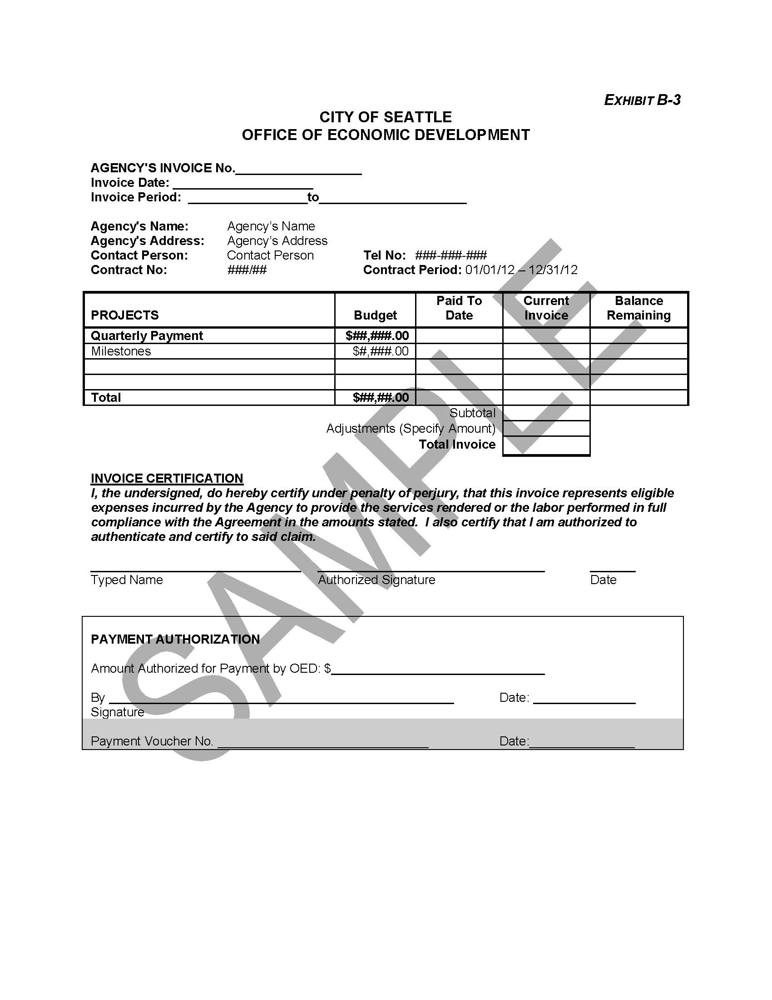 EXHIBIT B-3
CITY OF SEATTLE
OFFICE OF ECONOMIC DEVELOPMENT
AGENCY'S INVOICE No.
Invoice Date:
Invoice Period: to
Agency's Name: Agency’s Name
Agency's Address: Agency’s Address
Contact Person: Contact Person Tel No: ###-###-###
Contract No: ###/## Contract Period: 01/01/12 – 12/31/12
PROJECTS Budget Paid To Date Current Invoice Balance Remaining
Quarterly Payment $##,###.00
Milestones $#,###.00
Total $##,##.00
Subtotal
Adjustments (Specify Amount)
Total Invoice
INVOICE CERTIFICATION
I, the undersigned, do hereby certify under penalty of perjury, that this invoice represents eligible
expenses incurred by the Agency to provide the services rendered or the labor performed in full
compliance with the Agreement in the amounts stated.  I also certify that I am authorized to
authenticate and certify to said claim.
Typed Name Authorized Signature Date
PAYMENT AUTHORIZATION
Amount Authorized for Payment by OED: $
By Date:
Signature
Payment Voucher No. Date:
SAMPLE